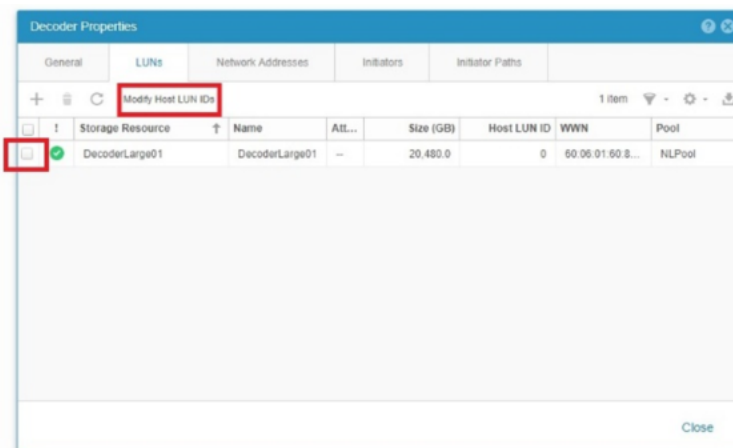 Decoder Properties
General LUNs Network Addresses Initiators Initiator Paths
Modify Host LUN IDs 1 item
! Storage Resource Name Att... Size (GB) Host LUN ID WWN Pool
DecoderLarge01 DecoderLarge01 -- 20,480.0 0 60:06:01:60:8... NLPool
Close